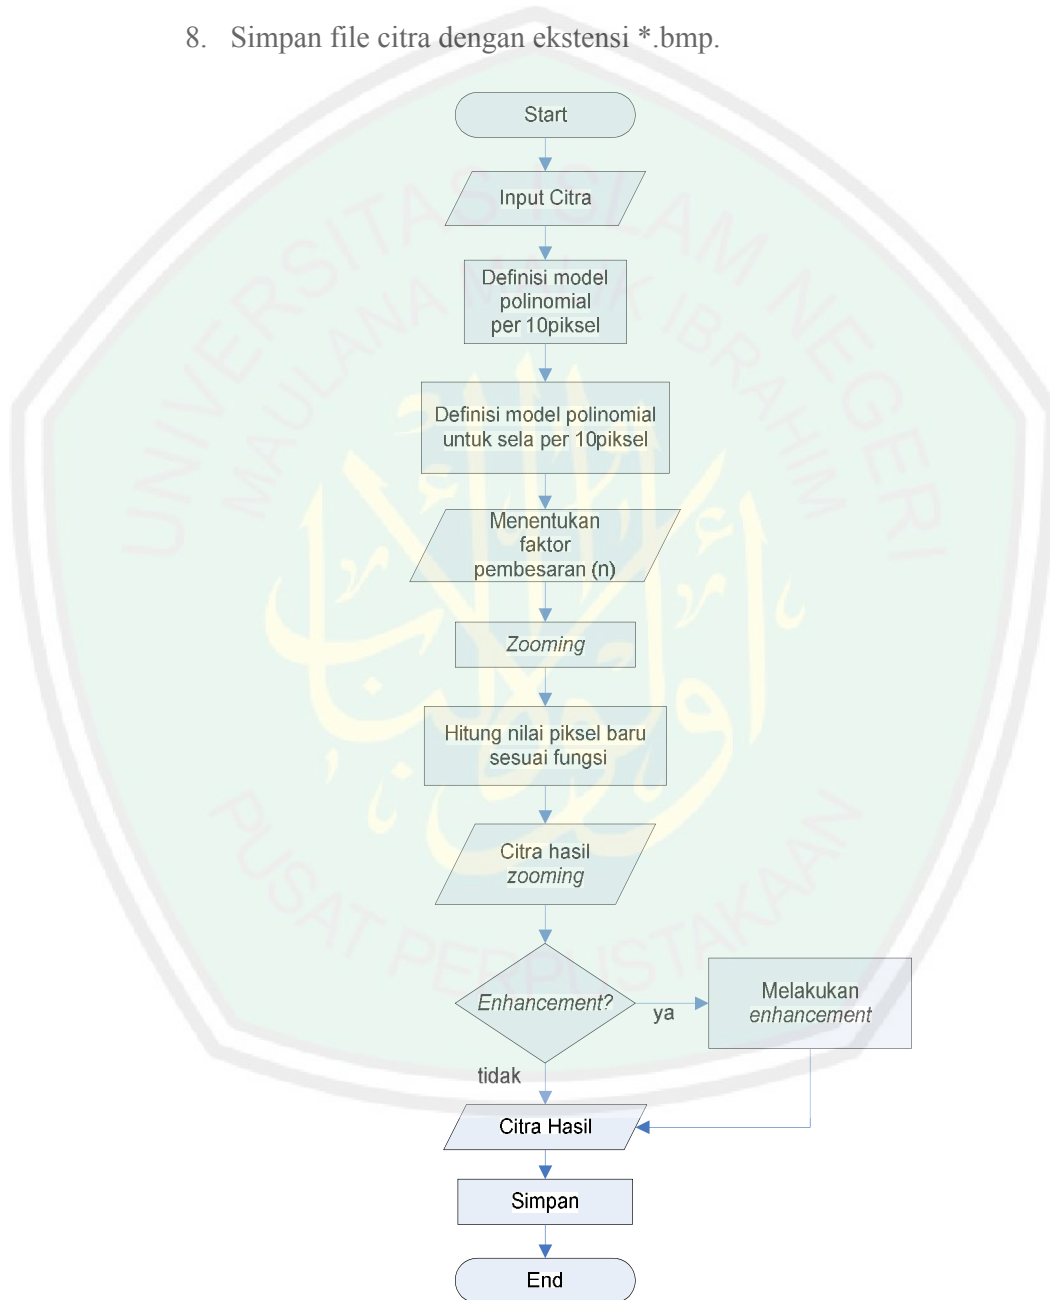 8. Simpan file citra dengan ekstensi *.bmp.
Start
Input Citra
Definisi model
polinomial
per 10piksel
Definisi model polinomial
untuk sela per 10piksel
Menentukan
faktor
pembesaran (n)
Zooming
Hitung nilai piksel baru
sesuai fungsi
Citra hasil
zooming
Enhancement?
ya
Melakukan
enhancement
tidak
Citra Hasil
Simpan
End
UNIVERSITAS ISLAM NEGERI
MAULANA MALIK IBRAHIM
PUSAT PERPUSTAKAAN